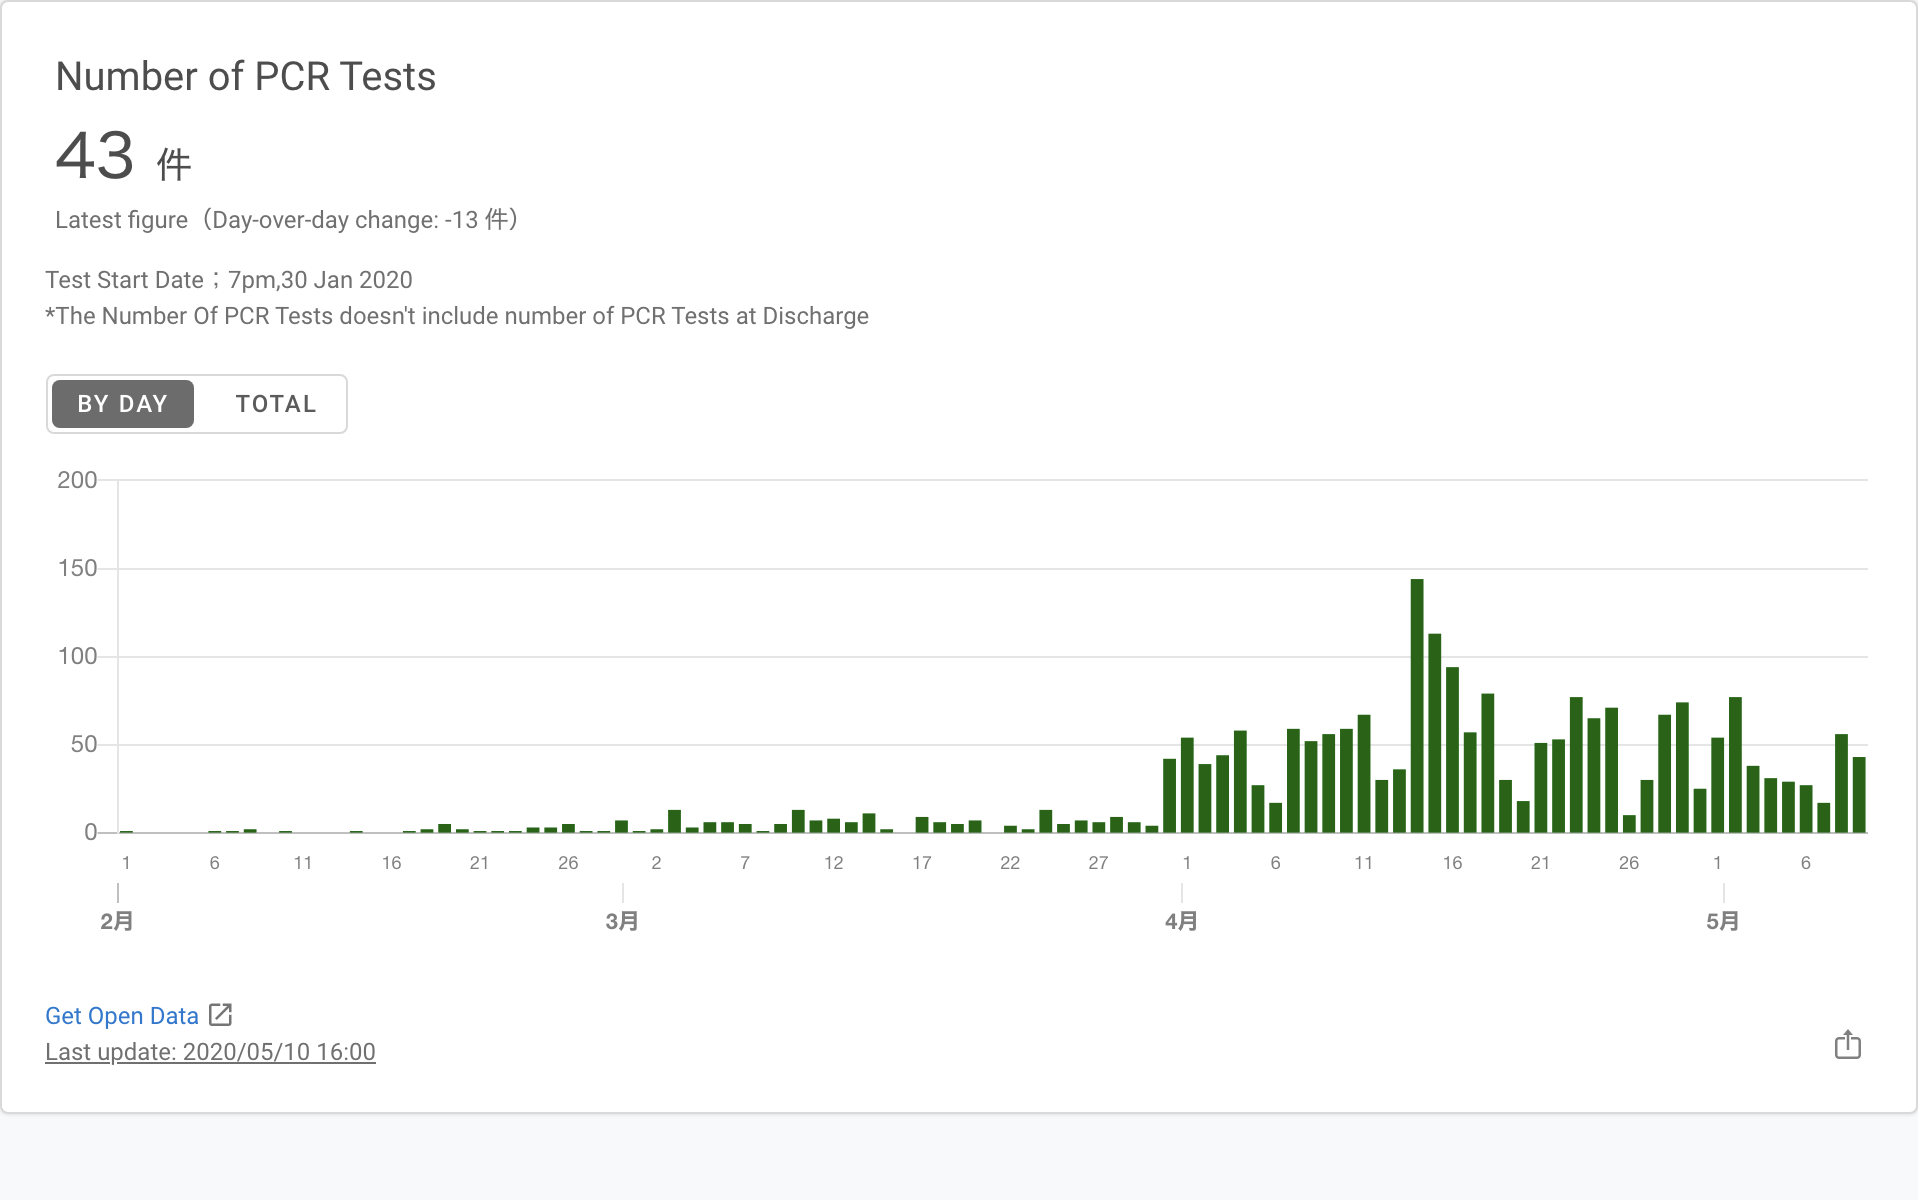 Number of PCR Tests
43 件
Latest figure（Day-over-day change: -13 件）
Test Start Date；7pm,30 Jan 2020
*The Number Of PCR Tests doesn't include number of PCR Tests at Discharge
BY DAY TOTAL
200
150
100
50
0
1 6 11 16 21 26 2 7 12 17 22 27 1 6 11 16 21 26 1 6
2月 3月 4月 5月
Get Open Data
Last update: 2020/05/10 16:00